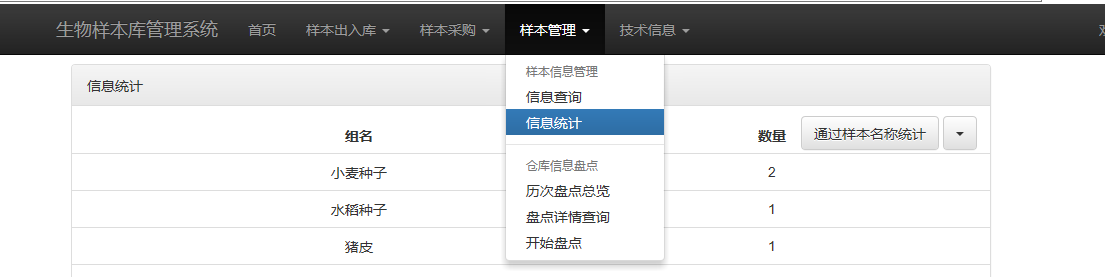 生物样本库管理系统 首页 样本出入库 样本采购 样本管理 技术信息
样本信息管理
信息查询
信息统计
仓库信息盘点
历次盘点总览
盘点详情查询
开始盘点
信息统计
组名 数量 通过样本名称统计
小麦种子 2
水稻种子 1
猪皮 1